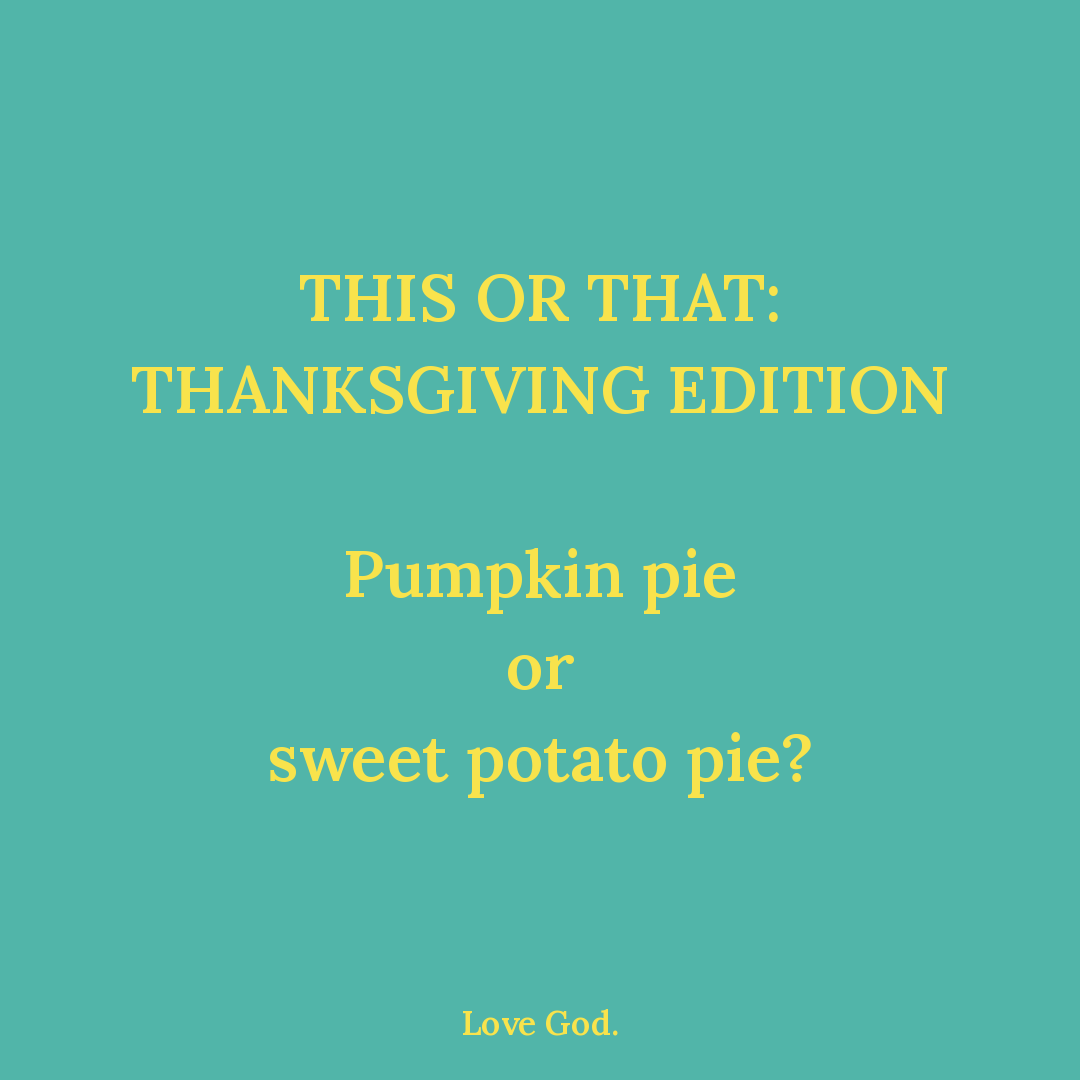 THIS OR THAT:
THANKSGIVING EDITION
Pumpkin pie
or
sweet potato pie?
Love God.